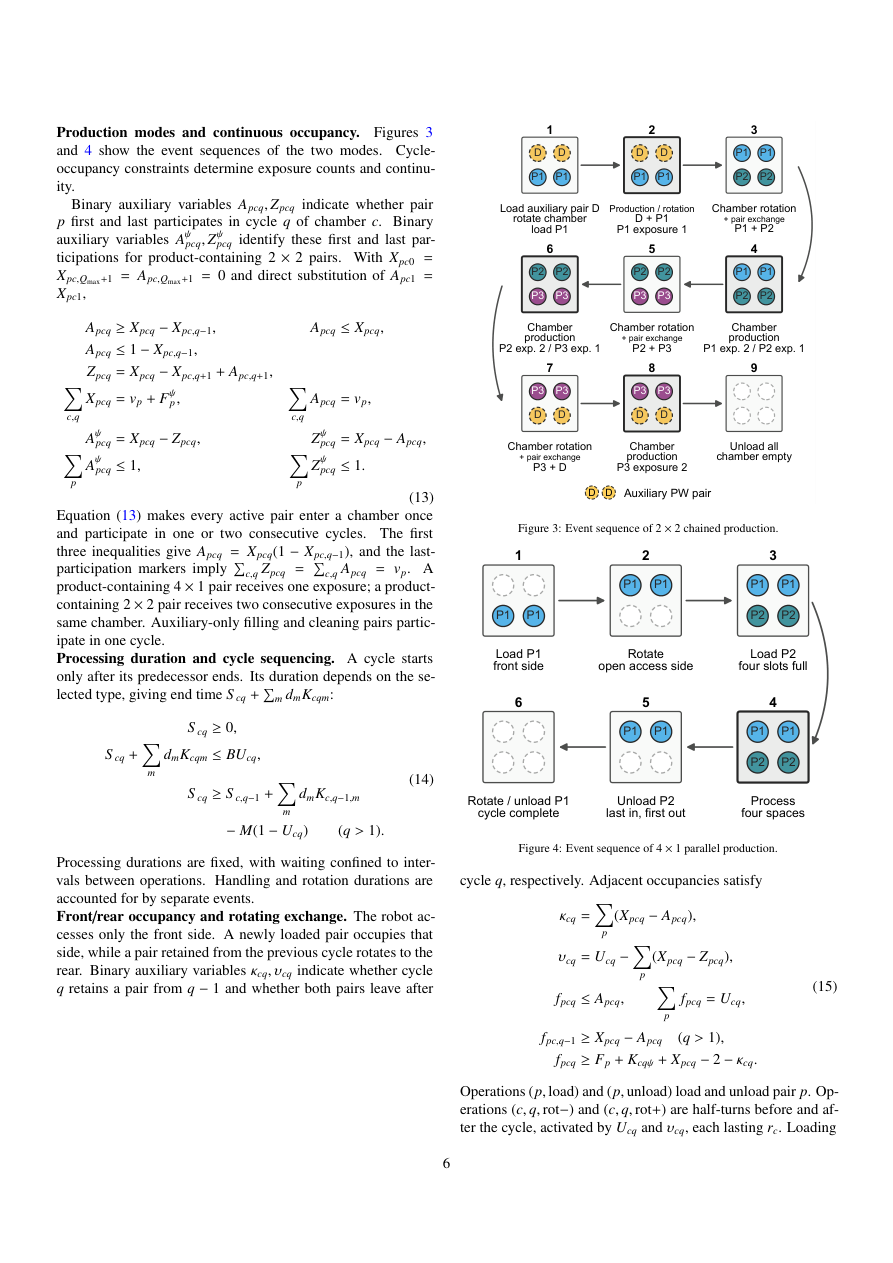 Production modes and continuous occupancy. Figures 3
and 4 show the event sequences of the two modes. Cycle-
occupancy constraints determine exposure counts and continu-
ity.
Binary auxiliary variables A_{pcq}, Z_{pcq} indicate whether pair
p first and last participates in cycle q of chamber c. Binary
auxiliary variables A^ψ_{pcq}, Z^ψ_{pcq} identify these first and last par-
ticipations for product-containing 2 × 2 pairs. With X_{pc0} =
X_{pc,Q_{max}+1} = A_{pc,Q_{max}+1} = 0 and direct substitution of A_{pc1} =
X_{pc1},
A_{pcq} ≥ X_{pcq} − X_{pc,q−1}, A_{pcq} ≤ X_{pcq},
A_{pcq} ≤ 1 − X_{pc,q−1},
Z_{pcq} = X_{pcq} − X_{pc,q+1} + A_{pc,q+1},
∑_{c,q} X_{pcq} = ν_p + F^ψ_p, ∑_{c,q} A_{pcq} = ν_p,
A^ψ_{pcq} = X_{pcq} − Z_{pcq}, Z^ψ_{pcq} = X_{pcq} − A_{pcq},
∑_p A^ψ_{pcq} ≤ 1, ∑_p Z^ψ_{pcq} ≤ 1.
(13)
Equation (13) makes every active pair enter a chamber once
and participate in one or two consecutive cycles. The first
three inequalities give A_{pcq} = X_{pcq}(1 − X_{pc,q−1}), and the last-
participation markers imply ∑_{c,q} Z_{pcq} = ∑_{c,q} A_{pcq} = ν_p. A
product-containing 4 × 1 pair receives one exposure; a product-
containing 2 × 2 pair receives two consecutive exposures in the
same chamber. Auxiliary-only filling and cleaning pairs partic-
ipate in one cycle.
Processing duration and cycle sequencing. A cycle starts
only after its predecessor ends. Its duration depends on the se-
lected type, giving end time S_{cq} + ∑_m d_m K_{cqm}:
S_{cq} ≥ 0,
S_{cq} + ∑_m d_m K_{cqm} ≤ BU_{cq},
S_{cq} ≥ S_{c,q−1} + ∑_m d_m K_{c,q−1,m}
− M(1 − U_{cq}) (q > 1).
(14)
Processing durations are fixed, with waiting confined to inter-
vals between operations. Handling and rotation durations are
accounted for by separate events.
Front/rear occupancy and rotating exchange. The robot ac-
cesses only the front side. A newly loaded pair occupies that
side, while a pair retained from the previous cycle rotates to the
rear. Binary auxiliary variables κ_{cq}, υ_{cq} indicate whether cycle
q retains a pair from q − 1 and whether both pairs leave after
1 2 3
D D D D P1 P1
P1 P1 P1 P1 P2 P2
Load auxiliary pair D
rotate chamber
load P1
Production / rotation
D + P1
P1 exposure 1
Chamber rotation
+ pair exchange
P1 + P2
6 5 4
P2 P2 P2 P2 P1 P1
P3 P3 P3 P3 P2 P2
Chamber
production
P2 exp. 2 / P3 exp. 1
Chamber rotation
+ pair exchange
P2 + P3
Chamber
production
P1 exp. 2 / P2 exp. 1
7 8 9
P3 P3 P3 P3
D D D D
Chamber rotation
+ pair exchange
P3 + D
Chamber
production
P3 exposure 2
Unload all
chamber empty
D D Auxiliary PW pair
Figure 3: Event sequence of 2 × 2 chained production.
1 2 3
P1 P1 P1 P1
P1 P1 P2 P2
Load P1
front side
Rotate
open access side
Load P2
four slots full
6 5 4
P1 P1 P1 P1
P2 P2
Rotate / unload P1
cycle complete
Unload P2
last in, first out
Process
four spaces
Figure 4: Event sequence of 4 × 1 parallel production.
cycle q, respectively. Adjacent occupancies satisfy
κ_{cq} = ∑_p (X_{pcq} − A_{pcq}),
υ_{cq} = U_{cq} − ∑_p (X_{pcq} − Z_{pcq}),
f_{pcq} ≤ A_{pcq}, ∑_p f_{pcq} = U_{cq},
f_{pc,q−1} ≥ X_{pcq} − A_{pcq} (q > 1),
f_{pcq} ≥ F_p + K_{cqψ} + X_{pcq} − 2 − κ_{cq}.
(15)
Operations (p, load) and (p, unload) load and unload pair p. Op-
erations (c, q, rot−) and (c, q, rot+) are half-turns before and af-
ter the cycle, activated by U_{cq} and υ_{cq}, each lasting r_c. Loading
6